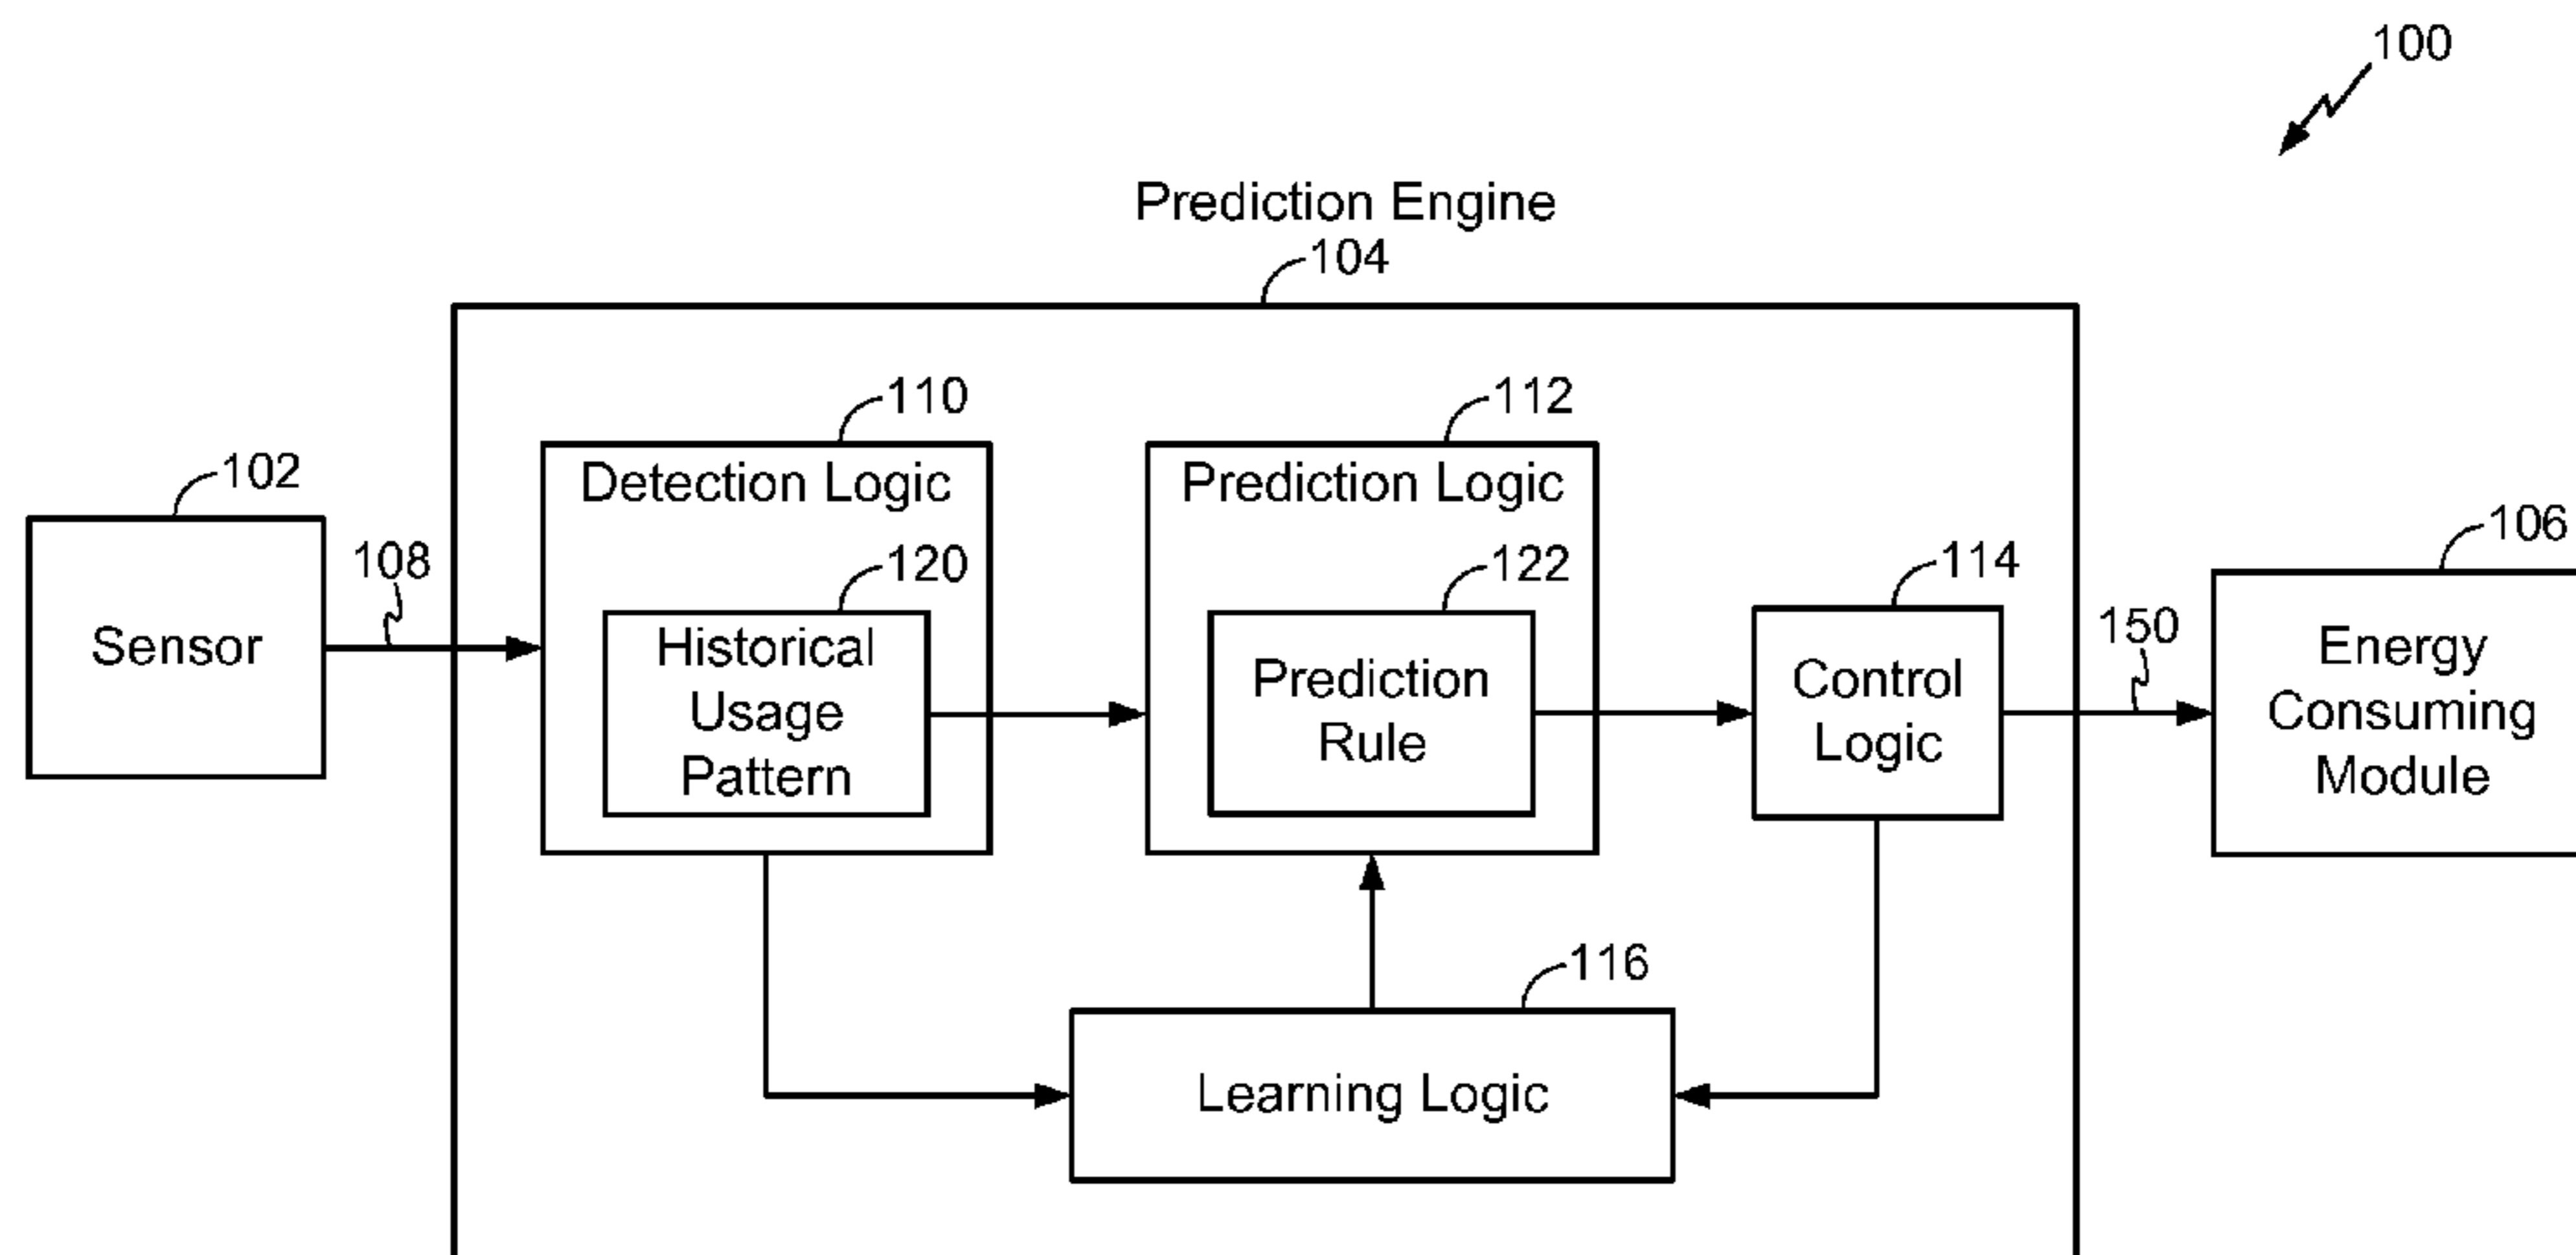 100
Prediction Engine
104
110
112
102
Detection Logic
Prediction Logic
106
108
120
122
114
Sensor
Historical
Usage
Pattern
Prediction
Rule
Control
Logic
150
Energy
Consuming
Module
116
Learning Logic